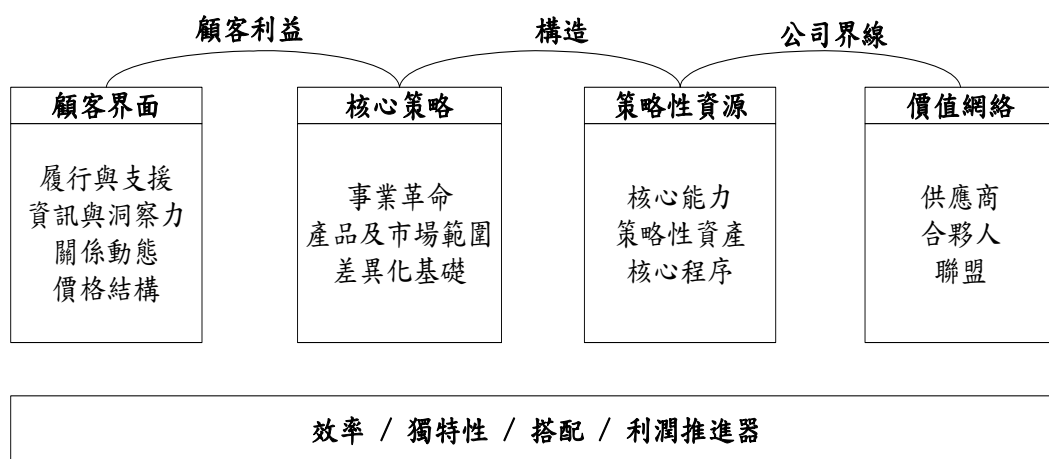 顧客利益
構造
公司界線
顧客界面
核心策略
策略性資源
價值網絡
履行與支援
資訊與洞察力
關係動態
價格結構
事業革命
產品及市場範圍
差異化基礎
核心能力
策略性資產
核心程序
供應商
合夥人
聯盟
效率 / 獨特性 / 搭配 / 利潤推進器